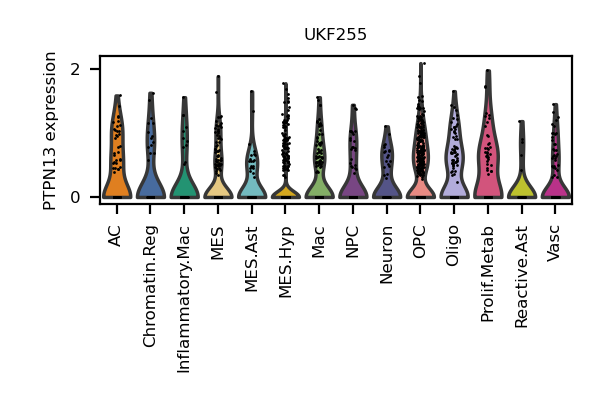 UKF255
PTPN13 expression
2
0
AC
Chromatin.Reg
Inflammatory.Mac
MES
MES.Ast
MES.Hyp
Mac
NPC
Neuron
OPC
Oligo
Prolif.Metab
Reactive.Ast
Vasc